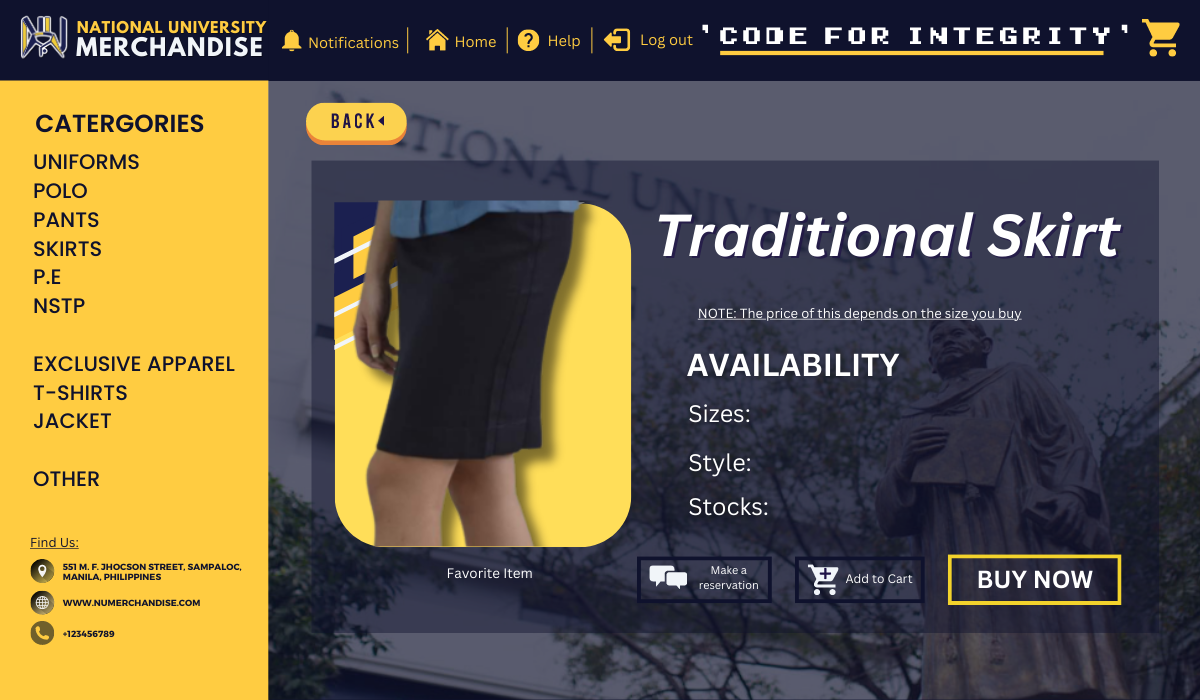 NATIONAL UNIVERSITY
MERCHANDISE
Notifications
Home
Help
Log out
'CODE FOR INTEGRITY'
CATERGORIES
UNIFORMS
POLO
PANTS
SKIRTS
P.E
NSTP
EXCLUSIVE APPAREL
T-SHIRTS
JACKET
OTHER
Find Us:
551 M. F. JHOCSON STREET, SAMPALOC,
MANILA, PHILIPPINES
WWW.NUMERCHANDISE.COM
+123456789
BACK
NATIONAL UNIVERSITY
Traditional Skirt
NOTE: The price of this depends on the size you buy
AVAILABILITY
Sizes:
Style:
Stocks:
Favorite Item
Make a
reservation
Add to Cart
BUY NOW